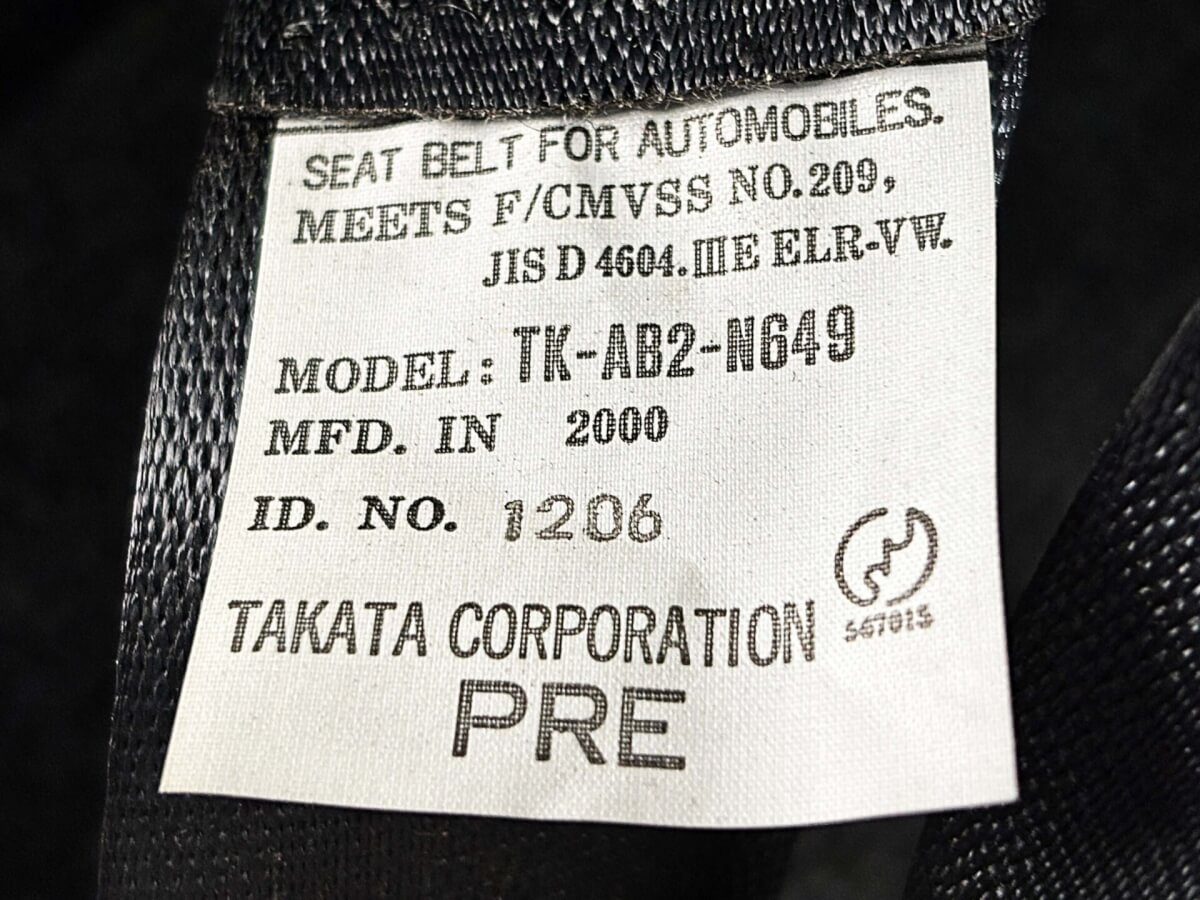 SEAT BELT FOR AUTOMOBILES.
MEETS F/CMVSS NO.209,
JIS D 4604.ⅢE ELR-VW.
MODEL: TK-AB2-N649
MFD. IN 2000
ID. NO. 1206
TAKATA CORPORATION
PRE